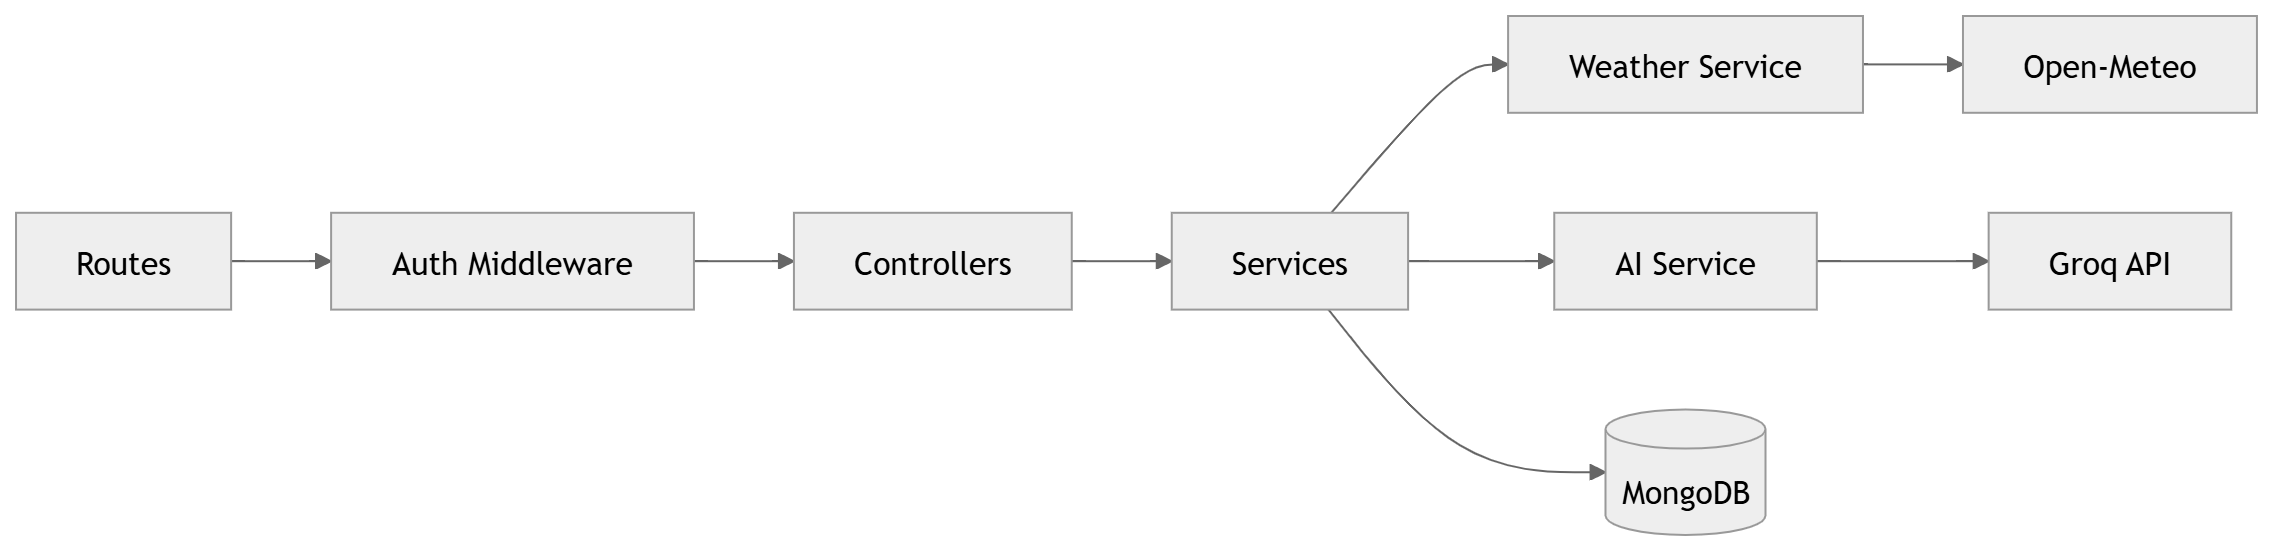 Weather Service
Open-Meteo
Routes
Auth Middleware
Controllers
Services
AI Service
Groq API
MongoDB